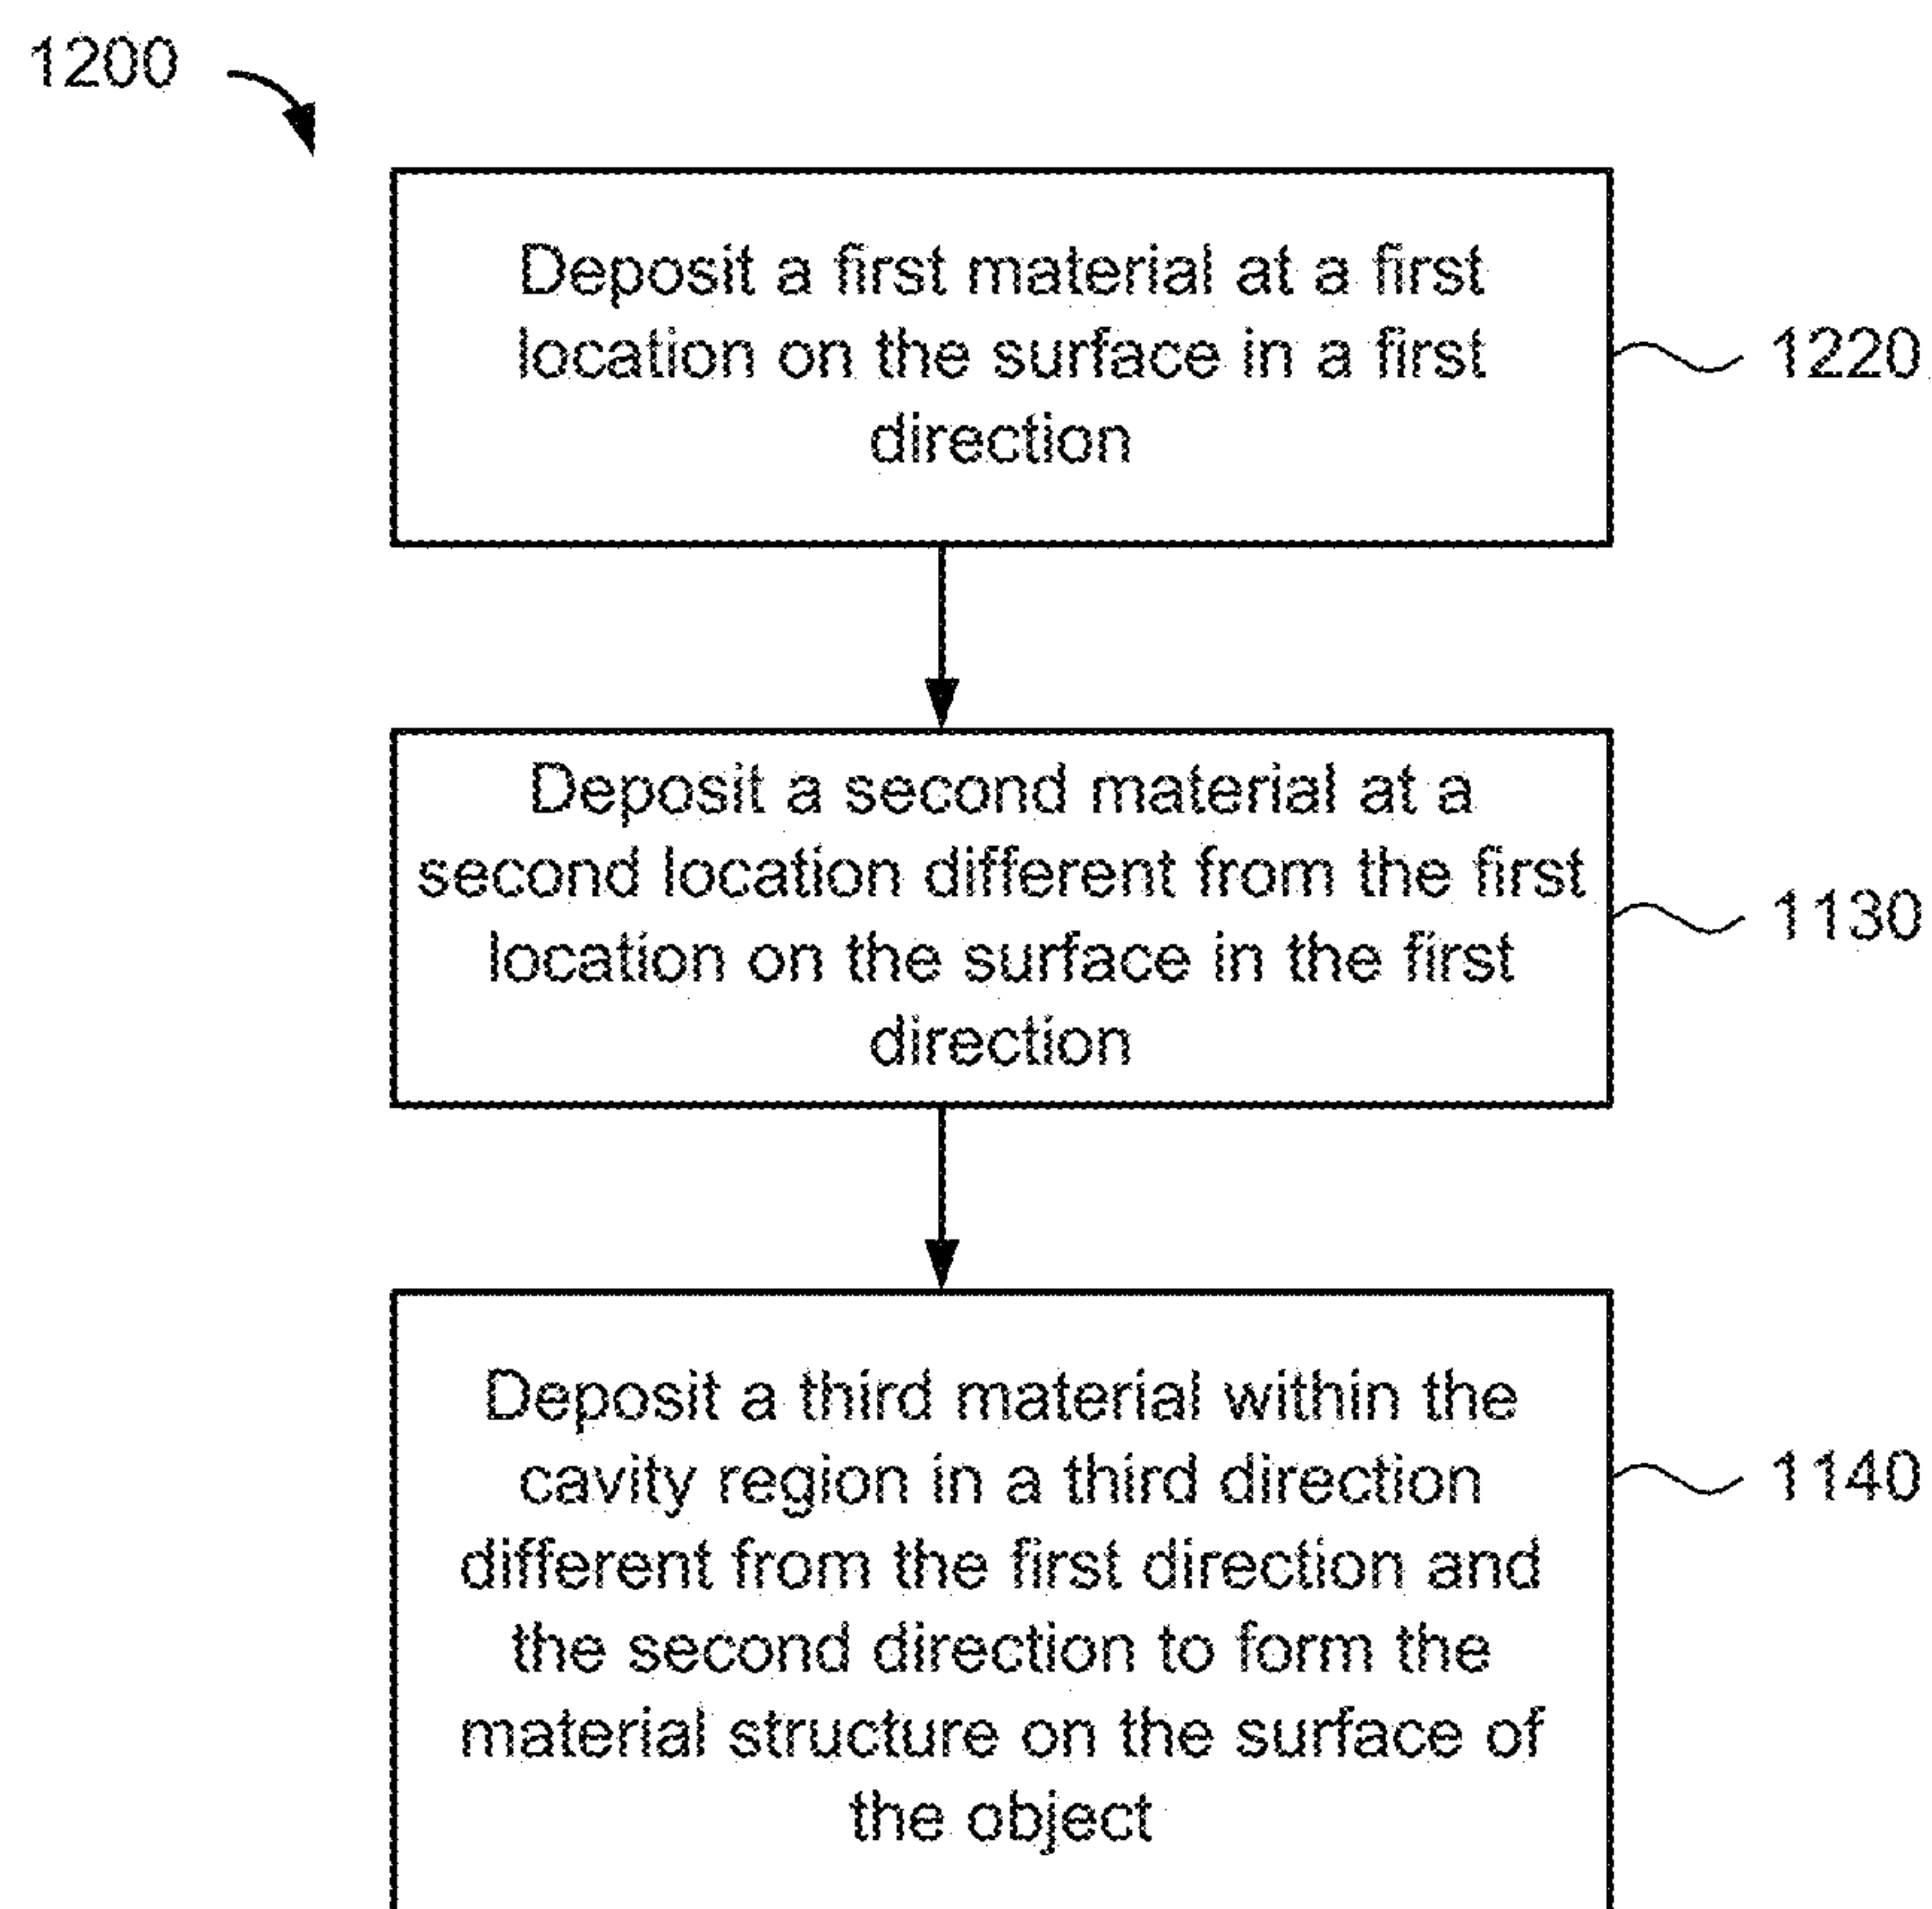 1200
Deposit a first material at a first
location on the surface in a first
direction
1220
Deposit a second material at a
second location different from the first
location on the surface in the first
direction
1130
Deposit a third material within the
cavity region in a third direction
different from the first direction and
the second direction to form the
material structure on the surface of
the object
1140